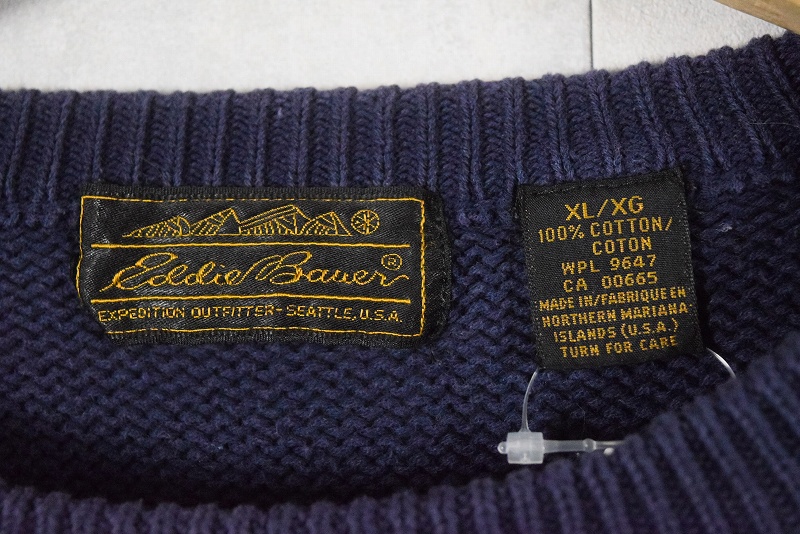 Eddie Bauer®
EXPEDITION OUTFITTER-SEATTLE, U.S.A.
XL/XG
100% COTTON/
COTON
WPL 9647
CA 00665
MADE IN/FABRIQUE EN
NORTHERN MARIANA
ISLANDS (U.S.A.)
TURN FOR CARE